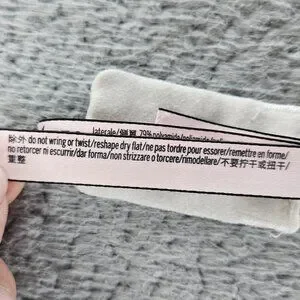 laterale/侧翼 79% polyamide/poliamida/
除外 do not wring or twist/reshape dry flat/ne pas tordre pour essorer/remettre en forme/
no retorcer ni escurrir/dar forma/non strizzare o torcere/rimodellare/不要拧干或扭干/
重整